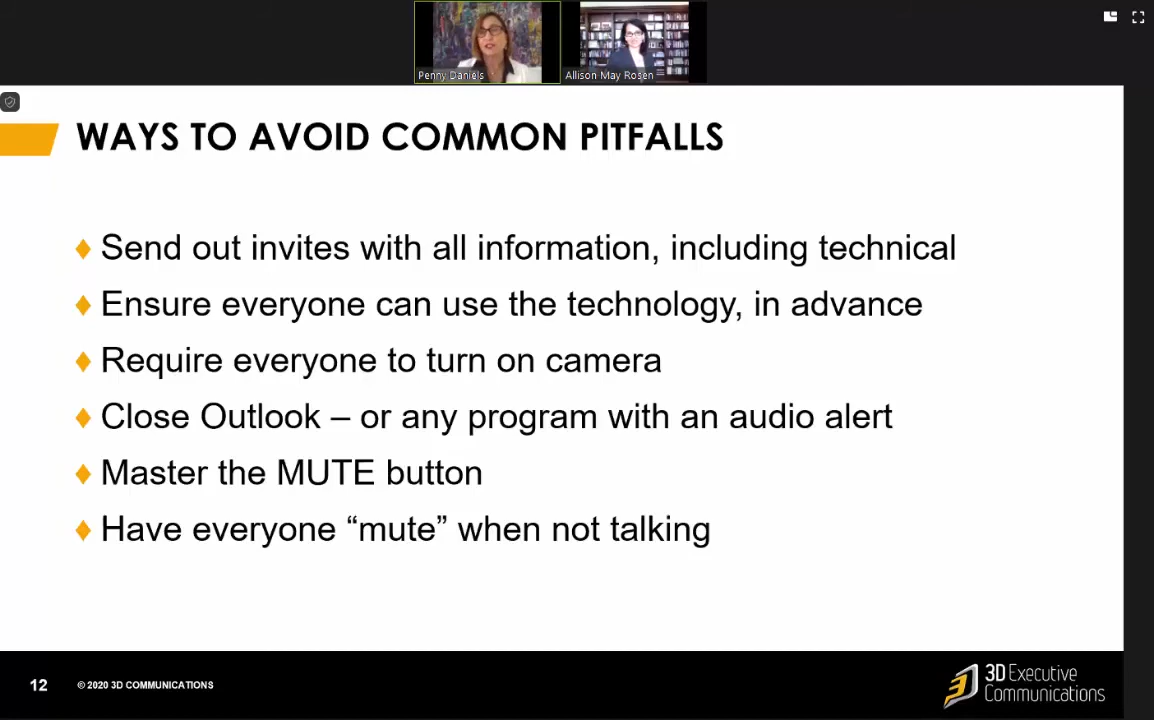 Penny Daniels
Allison May Rosen
WAYS TO AVOID COMMON PITFALLS
Send out invites with all information, including technical
Ensure everyone can use the technology, in advance
Require everyone to turn on camera
Close Outlook – or any program with an audio alert
Master the MUTE button
Have everyone “mute” when not talking
12
© 2020 3D COMMUNICATIONS
3D Executive
Communications